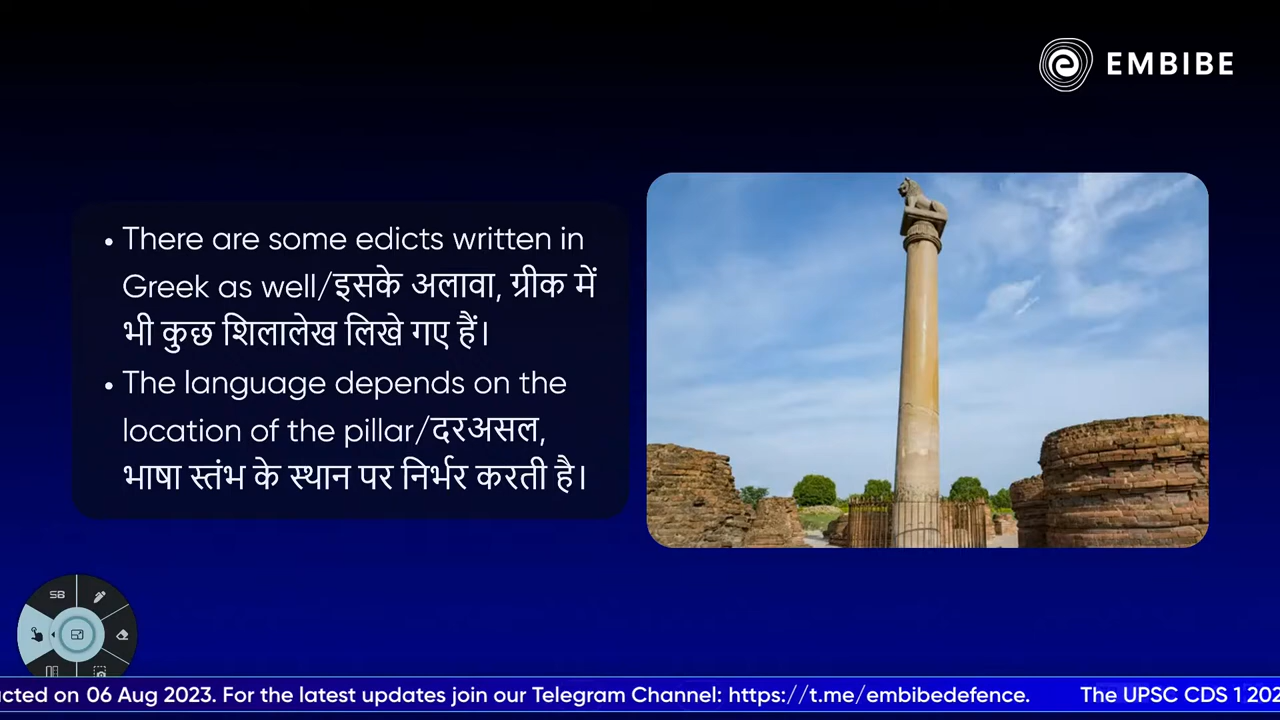 EMBIBE
• There are some edicts written in
Greek as well/इसके अलावा, ग्रीक में
भी कुछ शिलालेख लिखे गए हैं।
• The language depends on the
location of the pillar/दरअसल,
भाषा स्तंभ के स्थान पर निर्भर करती है।
SB
on 06 Aug 2023. For the latest updates join our Telegram Channel: https://t.me/embibedefence. The UPSC CDS 1